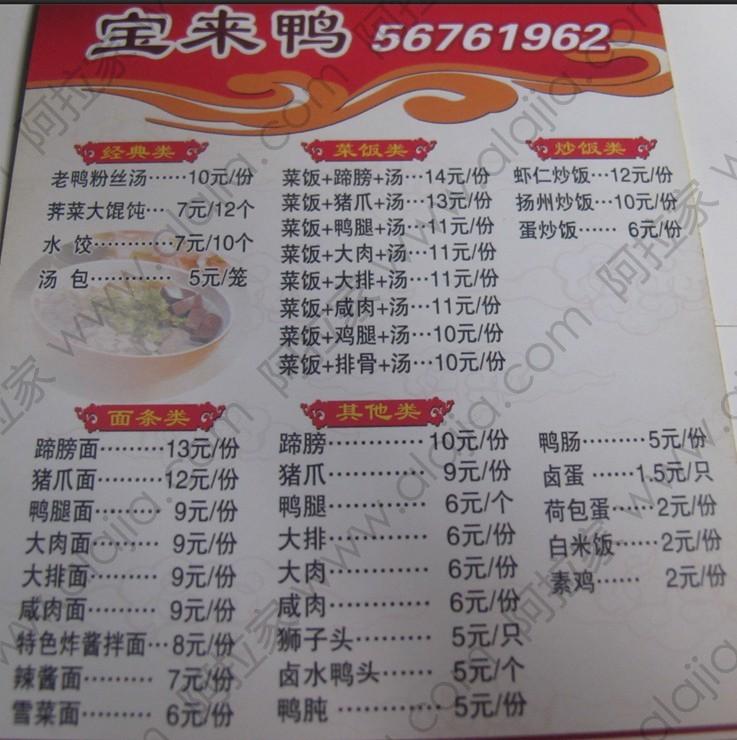 宝来鸭 56761962
经典类
老鸭粉丝汤……10元/份
荠菜大馄饨… 7元/12个
水 饺…………7元/10个
汤 包………… 5元/笼
菜饭类
菜饭+蹄膀+汤…14元/份
菜饭+猪爪+汤…13元/份
菜饭+鸭腿+汤…11元/份
菜饭+大肉+汤…11元/份
菜饭+大排+汤…11元/份
菜饭+咸肉+汤…11元/份
菜饭+鸡腿+汤…10元/份
菜饭+排骨+汤…10元/份
炒饭类
虾仁炒饭…12元/份
扬州炒饭…10元/份
蛋炒饭…… 6元/份
面条类
蹄膀面………13元/份
猪爪面………12元/份
鸭腿面……… 9元/份
大肉面……… 9元/份
大排面……… 9元/份
咸肉面……… 9元/份
特色炸酱拌面…8元/份
辣酱面……… 7元/份
雪菜面……… 6元/份
其他类
蹄膀…………10元/份
猪爪………… 9元/份
鸭腿………… 6元/个
大排………… 6元/份
大肉………… 6元/份
咸肉………… 6元/份
狮子头……… 5元/只
卤水鸭头…… 5元/个
鸭肫………… 5元/份
鸭肠………5元/份
卤蛋……1.5元/只
荷包蛋……2元/份
白米饭……2元/份
素鸡…… 2元/份
阿拉家 www.alajia.com